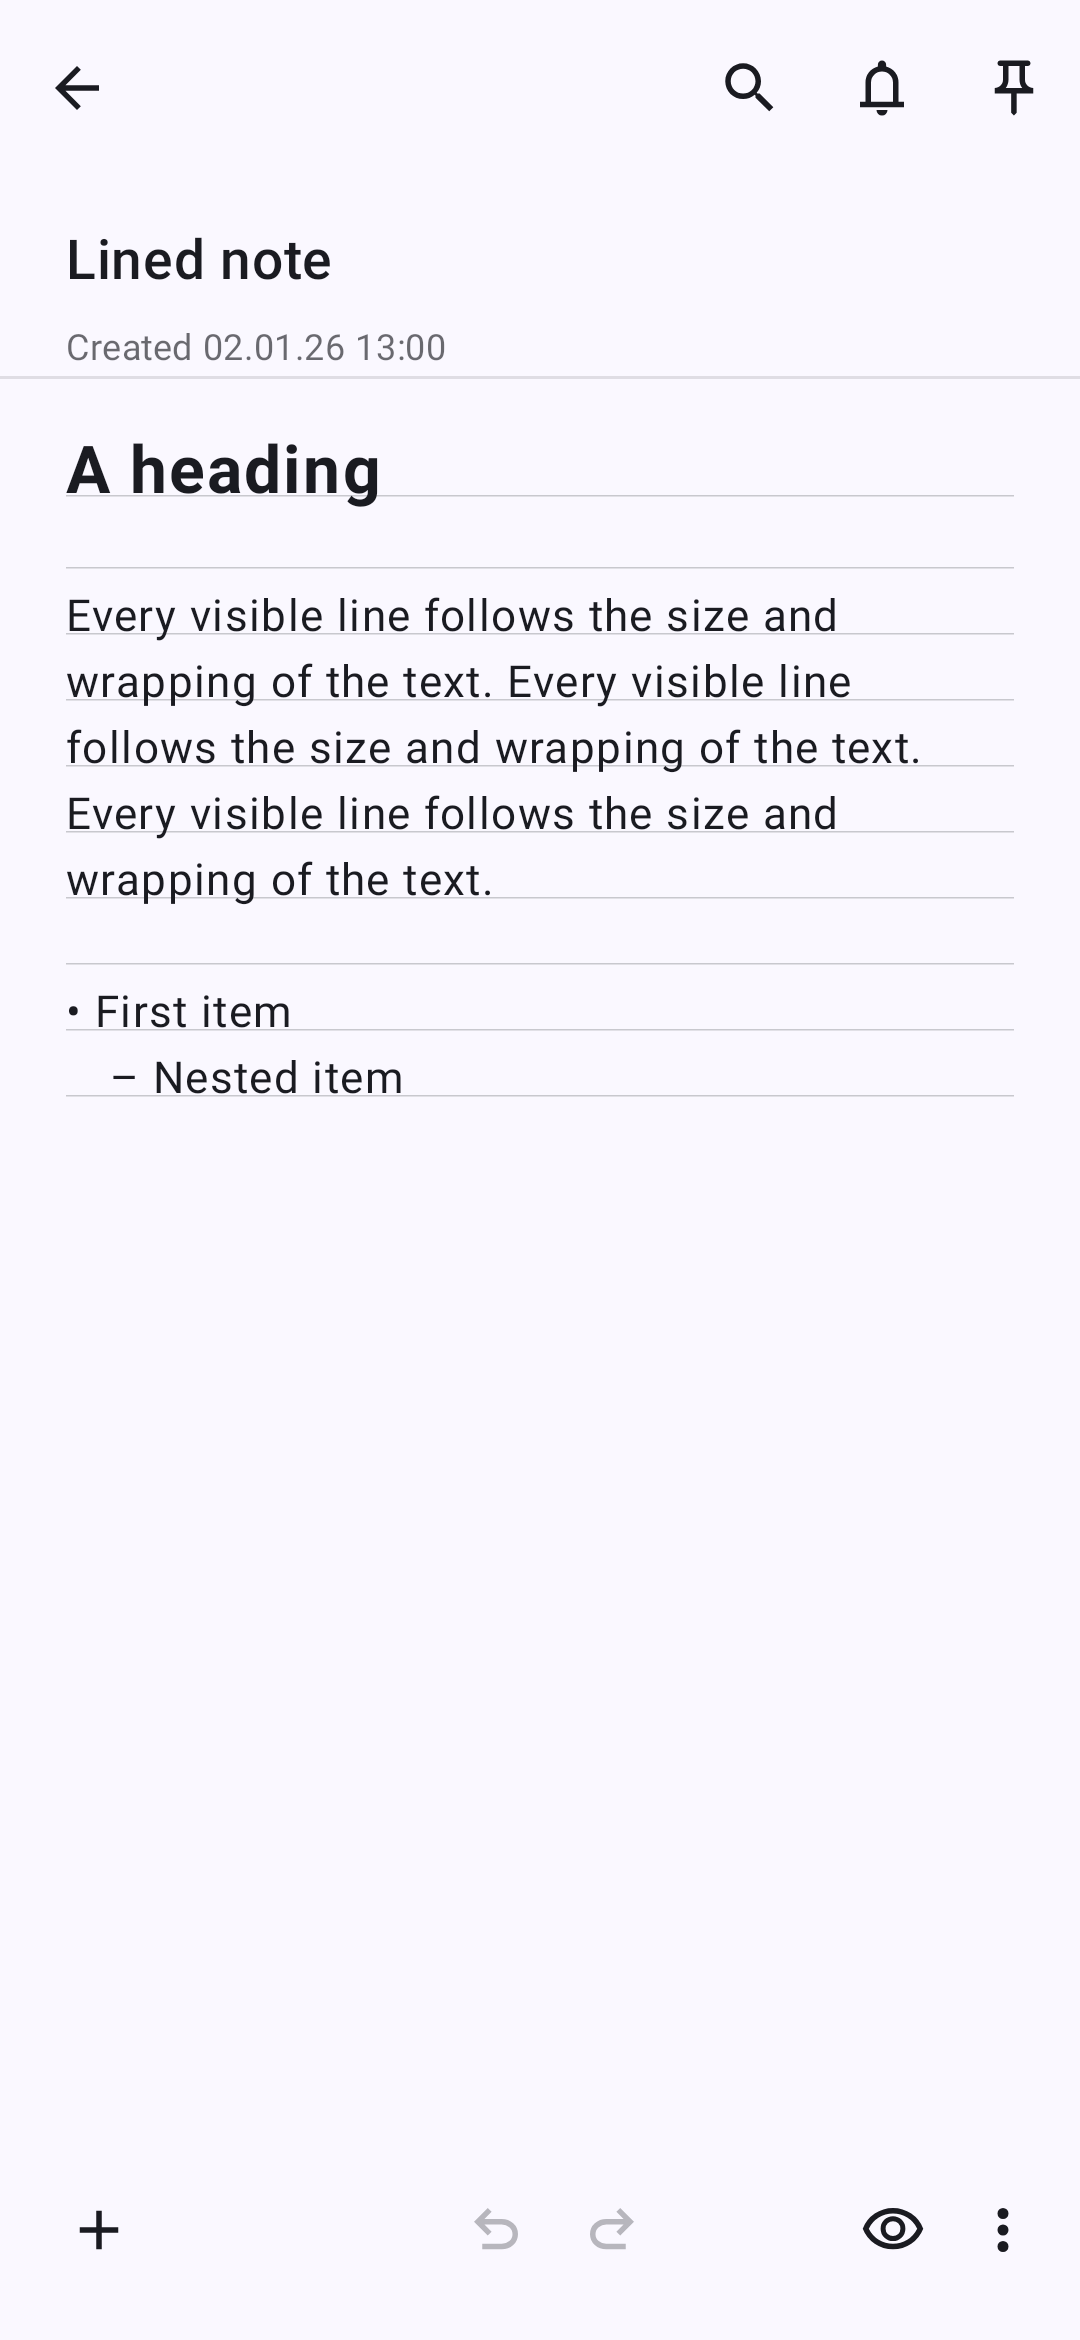 Lined note
Created 02.01.26 13:00
A heading
Every visible line follows the size and
wrapping of the text. Every visible line
follows the size and wrapping of the text.
Every visible line follows the size and
wrapping of the text.
• First item
– Nested item